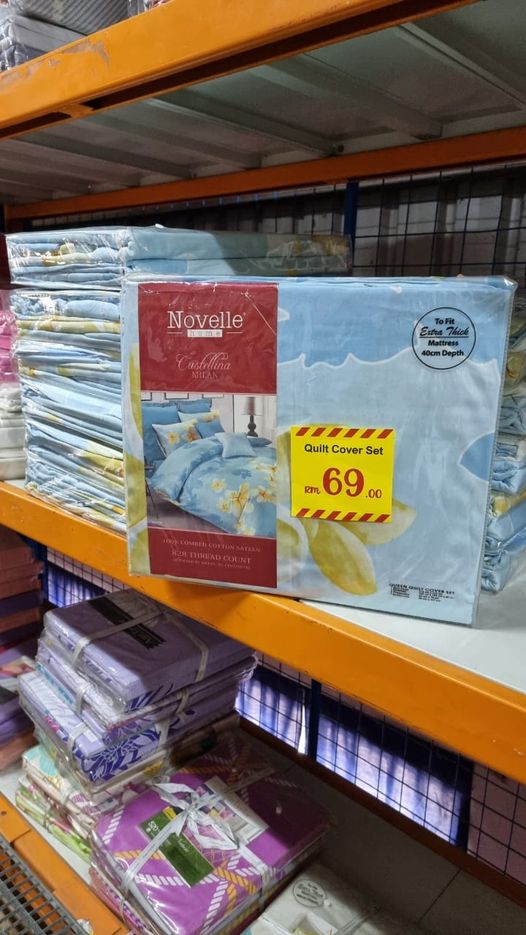 Novelle
home
Castellina
MILAN
100% COMBED COTTON SATEEN
828 THREAD COUNT
To Fit
Extra Thick
Mattress
40cm Depth
Quilt Cover Set
RM 69.00
QUEEN QUILT COVER SET